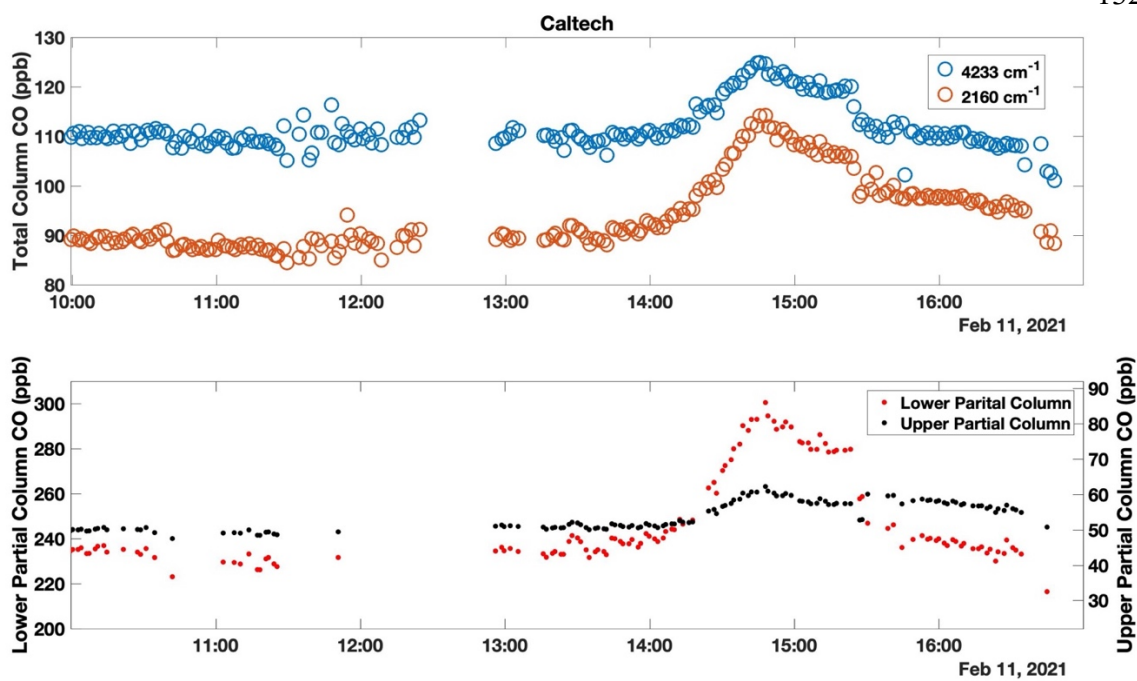 Caltech
Total Column CO (ppb)
130
120
110
100
90
80
4233 cm-1
2160 cm-1
10:00 11:00 12:00 13:00 14:00 15:00 16:00
Feb 11, 2021
Lower Partial Column CO (ppb)
300
280
260
240
220
200
Lower Parital Column
Upper Partial Column
Upper Partial Column CO (ppb)
90
80
70
60
50
40
30
11:00 12:00 13:00 14:00 15:00 16:00
Feb 11, 2021